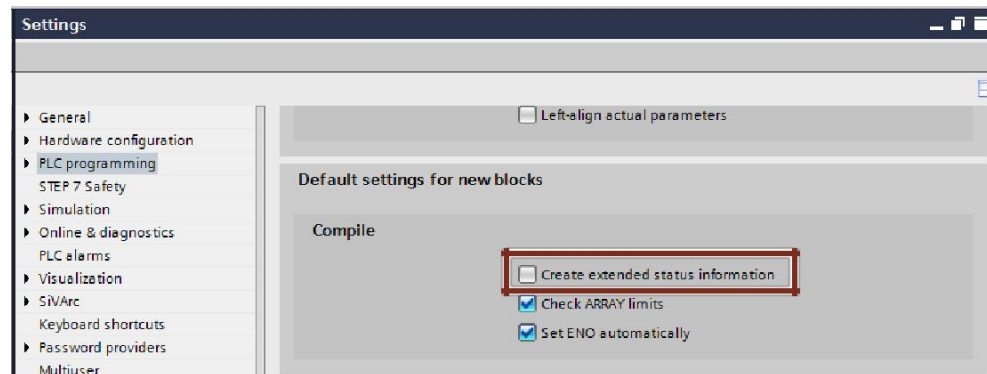 Settings
General
Hardware configuration
PLC programming
STEP 7 Safety
Simulation
Online & diagnostics
PLC alarms
Visualization
SiVArc
Keyboard shortcuts
Password providers
Multiuser
Left-align actual parameters
Default settings for new blocks
Compile
Create extended status information
Check ARRAY limits
Set ENO automatically